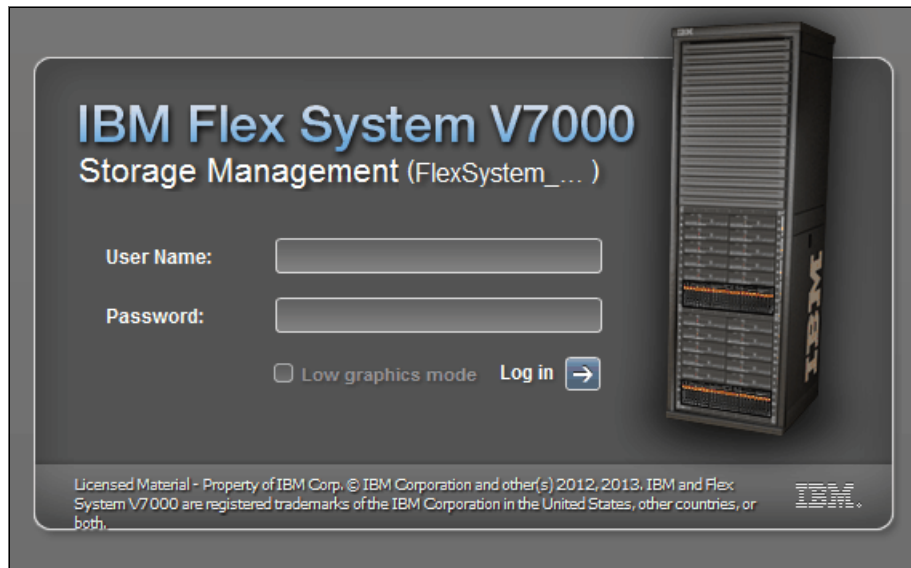 IBM Flex System V7000
Storage Management (FlexSystem_... )
User Name:
Password:
Low graphics mode Log in
Licensed Material - Property of IBM Corp. © IBM Corporation and other(s) 2012, 2013. IBM and Flex
System V7000 are registered trademarks of the IBM Corporation in the United States, other countries, or
both.
IBM.
IBM
IBM